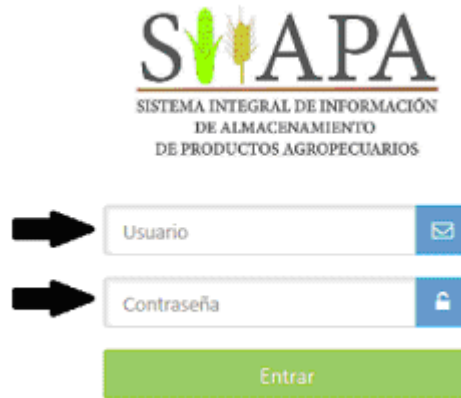 SIIAPA
SISTEMA INTEGRAL DE INFORMACIÓN
DE ALMACENAMIENTO
DE PRODUCTOS AGROPECUARIOS
Usuario
Contraseña
Entrar